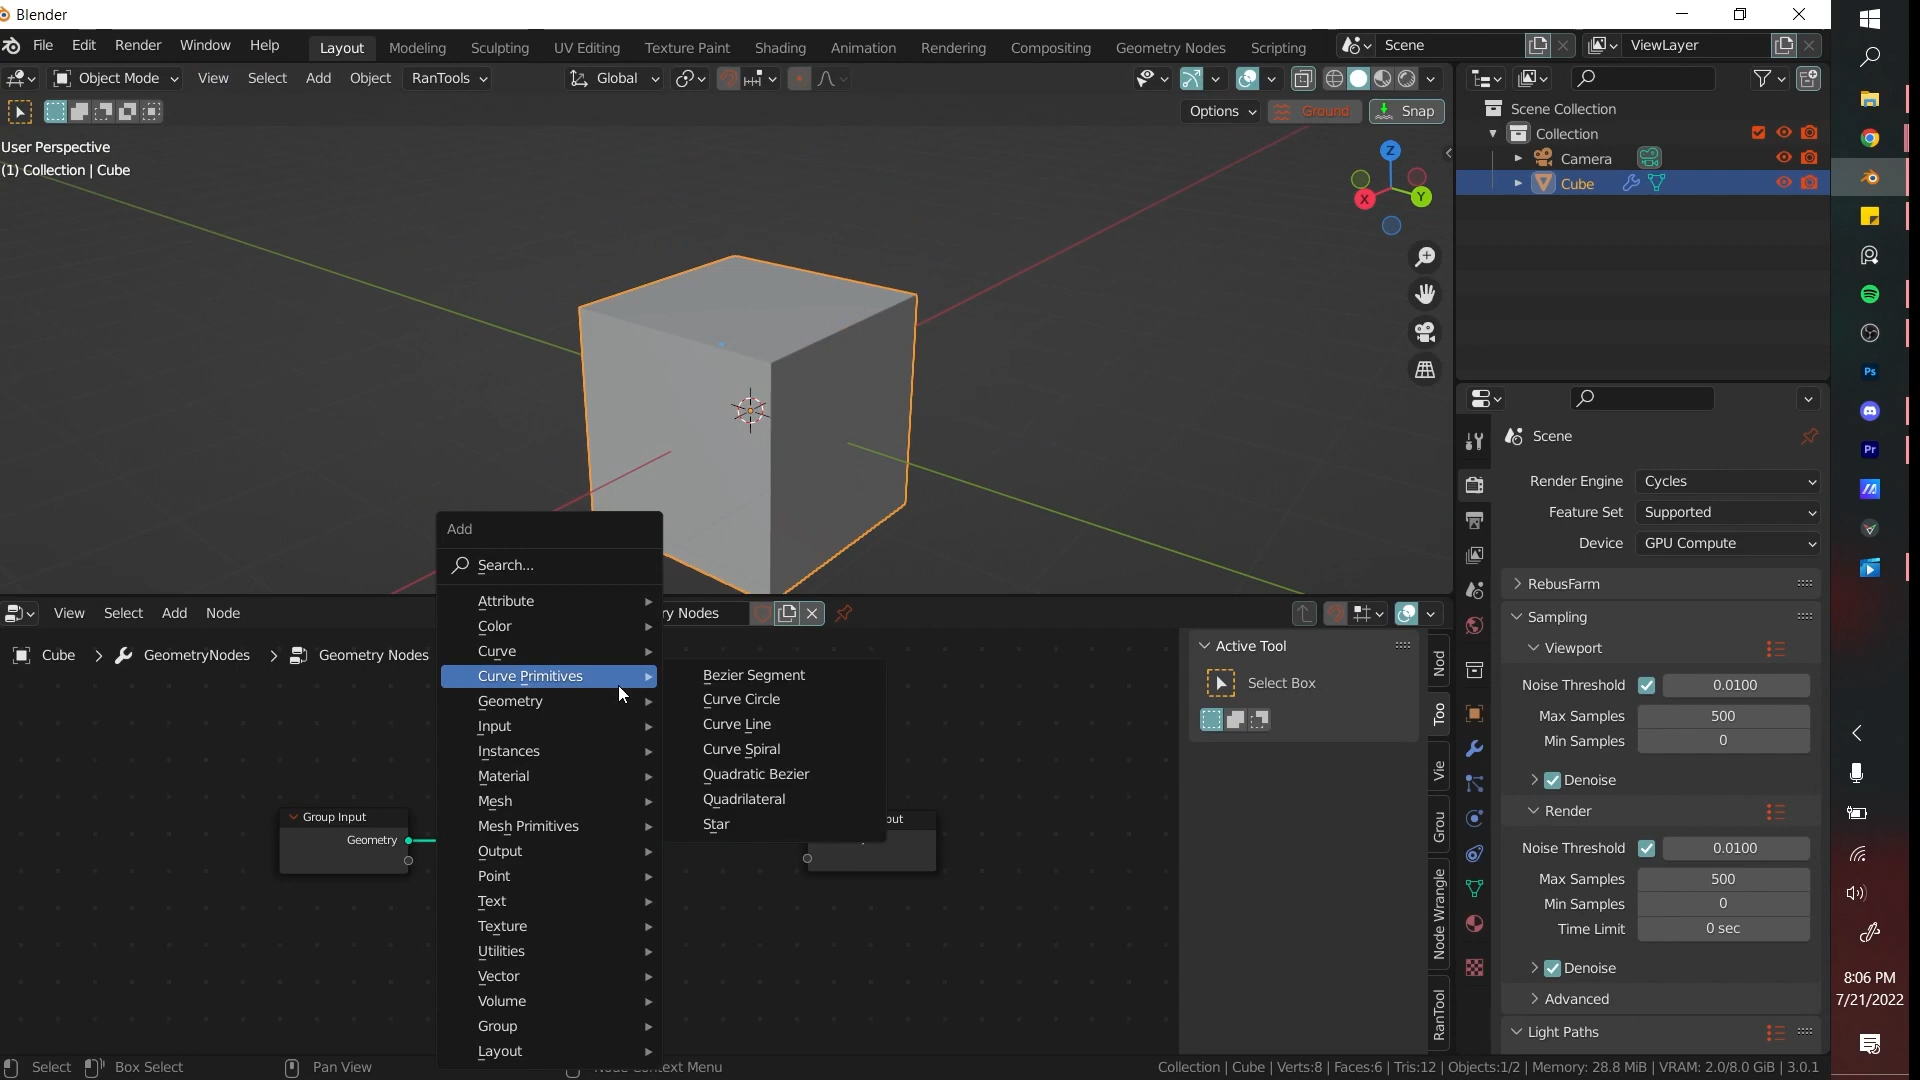 Blender
File Edit Render Window Help Layout Modeling Sculpting UV Editing Texture Paint Shading Animation Rendering Compositing Geometry Nodes Scripting Scene ViewLayer
Object Mode View Select Add Object RanTools Global
Options Ground Snap
User Perspective
(1) Collection | Cube
Z
Y
X
Scene Collection
Collection
Camera
Cube
Scene
Render Engine Cycles
Feature Set Supported
Device GPU Compute
RebusFarm
Sampling
Viewport
Noise Threshold 0.0100
Max Samples 500
Min Samples 0
Denoise
Render
Noise Threshold 0.0100
Max Samples 500
Min Samples 0
Time Limit 0 sec
Denoise
Advanced
Light Paths
View Select Add Node ry Nodes
Cube GeometryNodes Geometry Nodes
Add
Search...
Attribute
Color
Curve
Curve Primitives
Geometry
Input
Instances
Material
Mesh
Mesh Primitives
Output
Point
Text
Texture
Utilities
Vector
Volume
Group
Layout
Bezier Segment
Curve Circle
Curve Line
Curve Spiral
Quadratic Bezier
Quadrilateral
Star
Group Input
Geometry
put
Active Tool
Select Box
Nod
Too
Vie
Grou
Node Wrangle
RanTool
Select Box Select Pan View Node Context Menu
Collection | Cube | Verts:8 | Faces:6 | Tris:12 | Objects:1/2 | Memory: 28.8 MiB | VRAM: 2.0/8.0 GiB | 3.0.1
Ps
Pr
8:06 PM
7/21/2022